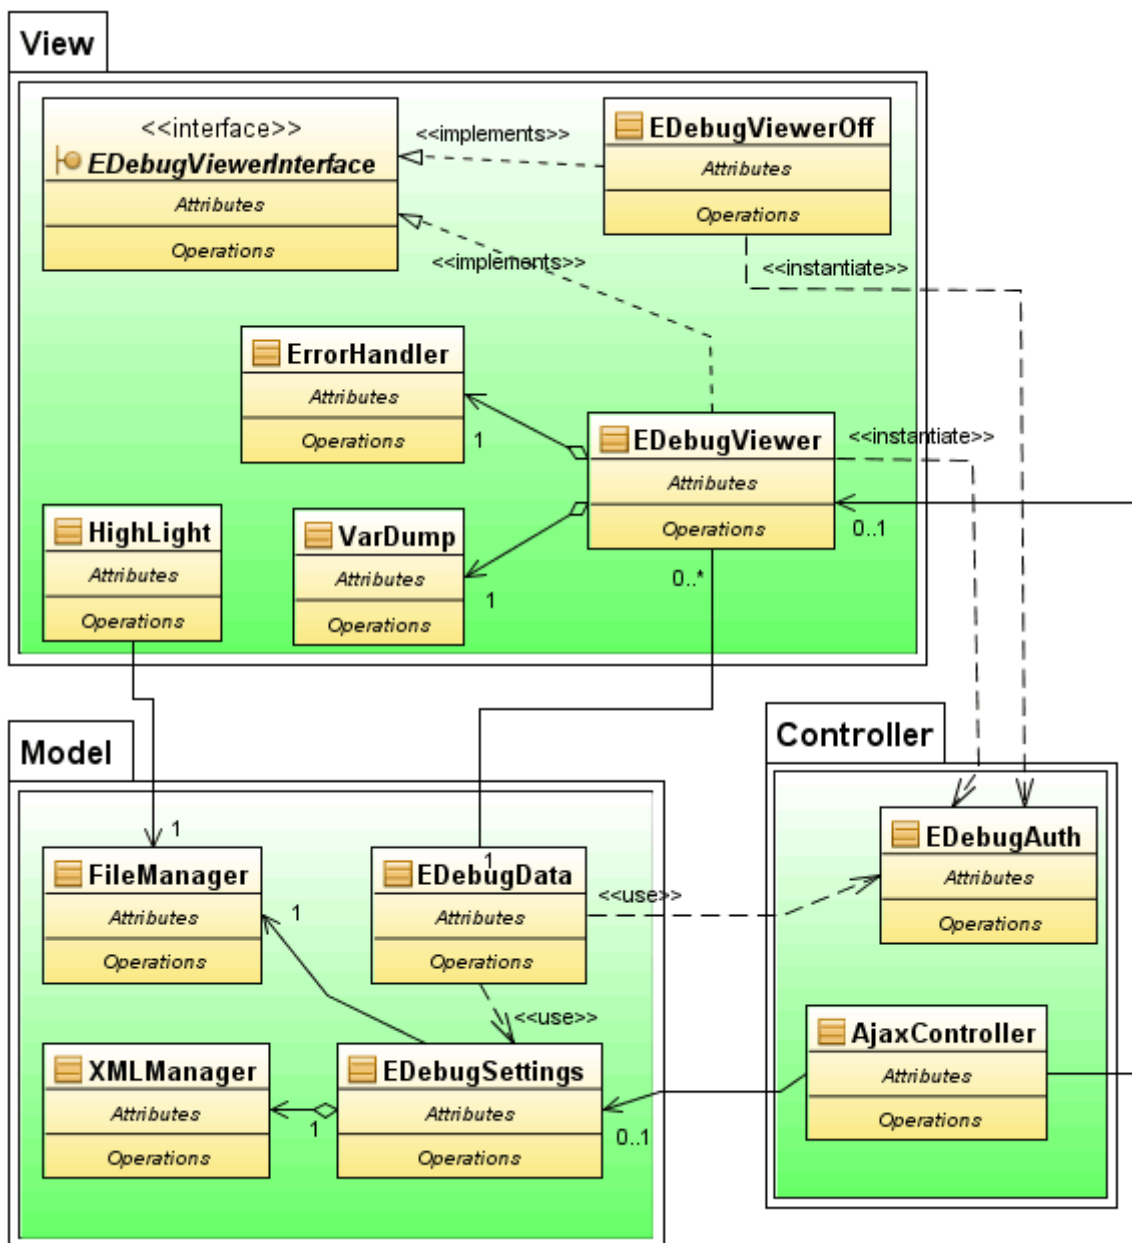 View
<<interface>>
EDebugViewerInterface
Attributes
Operations
<<implements>>
EDebugViewerOff
Attributes
Operations
<<implements>>
<<instantiate>>
ErrorHandler
Attributes
Operations
1
EDebugViewer
Attributes
Operations
<<instantiate>>
0..1
0..*
HighLight
Attributes
Operations
VarDump
Attributes
Operations
1
Model
1
FileManager
Attributes
Operations
1
1
EDebugData
Attributes
Operations
<<use>>
<<use>>
XMLManager
Attributes
Operations
1
EDebugSettings
Attributes
Operations
0..1
Controller
EDebugAuth
Attributes
Operations
AjaxController
Attributes
Operations